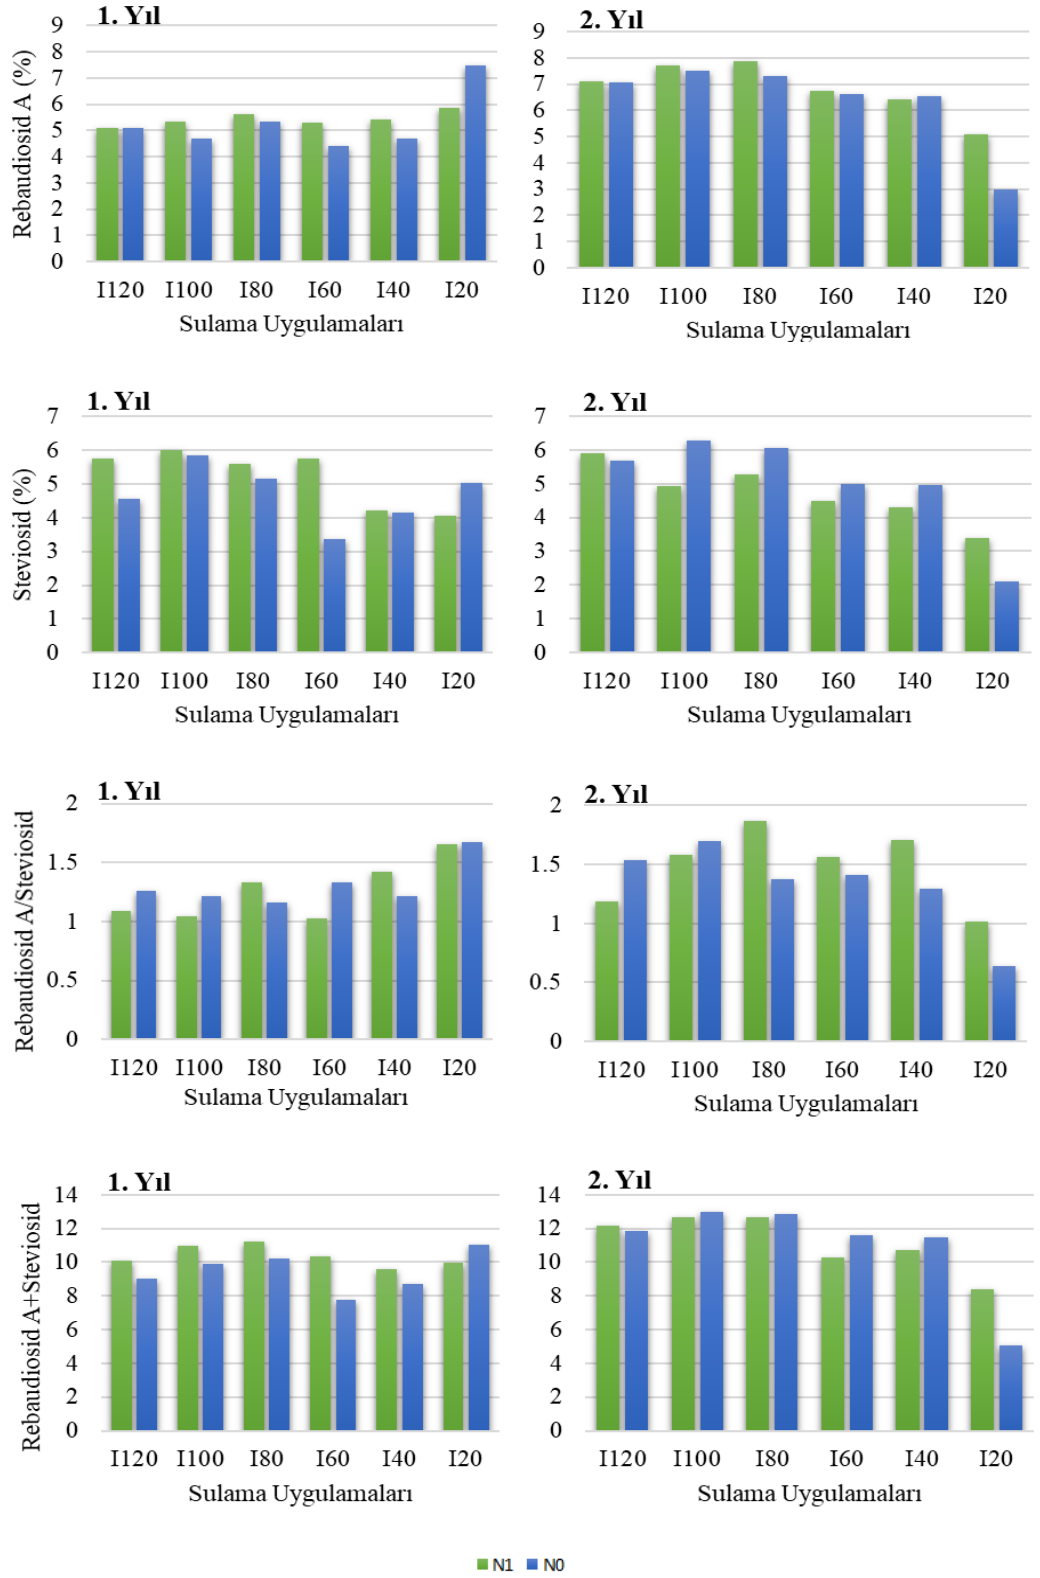 1. Yıl
Rebaudiosid A (%)
9
8
7
6
5
4
3
2
1
0
I120 I100 I80 I60 I40 I20
Sulama Uygulamaları
2. Yıl
9
8
7
6
5
4
3
2
1
0
I120 I100 I80 I60 I40 I20
Sulama Uygulamaları
1. Yıl
Steviosid (%)
7
6
5
4
3
2
1
0
I120 I100 I80 I60 I40 I20
Sulama Uygulamaları
2. Yıl
7
6
5
4
3
2
1
0
I120 I100 I80 I60 I40 I20
Sulama Uygulamaları
1. Yıl
Rebaudiosid A/Steviosid
2
1.5
1
0.5
0
I120 I100 I80 I60 I40 I20
Sulama Uygulamaları
2. Yıl
2
1.5
1
0.5
0
I120 I100 I80 I60 I40 I20
Sulama Uygulamaları
1. Yıl
Rebaudiosid A+Steviosid
14
12
10
8
6
4
2
0
I120 I100 I80 I60 I40 I20
Sulama Uygulamaları
2. Yıl
14
12
10
8
6
4
2
0
I120 I100 I80 I60 I40 I20
Sulama Uygulamaları
N1 N0